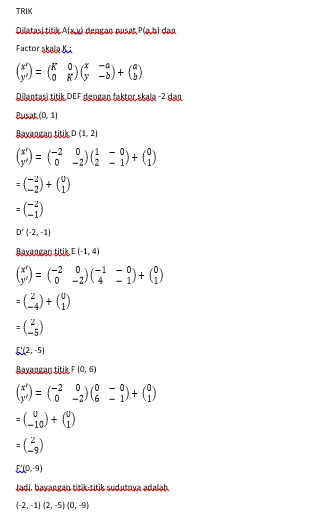 TRIK
Dilatasi titik A(x,y) dengan pusat P(a,b) dan
Factor skala K :
(x' y') = (K 0 0 K) (x −a y −b) + (a b)
Dilantasi titik DEF dengan faktor skala -2 dan
Pusat (0, 1)
Bayangan titik D (1, 2)
(x' y') = (−2 0 0 −2) (1 − 0 2 − 1) + (0 1)
= (−2 −2) + (0 1)
= (−2 −1)
D' (-2, -1)
Bayangan titik E (-1, 4)
(x' y') = (−2 0 0 −2) (−1 − 0 4 − 1) + (0 1)
= (2 −4) + (0 1)
= (2 −5)
E'(2, -5)
Bayangan titik F (0, 6)
(x' y') = (−2 0 0 −2) (0 − 0 6 − 1) + (0 1)
= (0 −10) + (0 1)
= (2 −9)
F'(0,-9)
Jadi, bayangan titik-titik sudutnya adalah
(-2, -1) (2, -5) (0, -9)